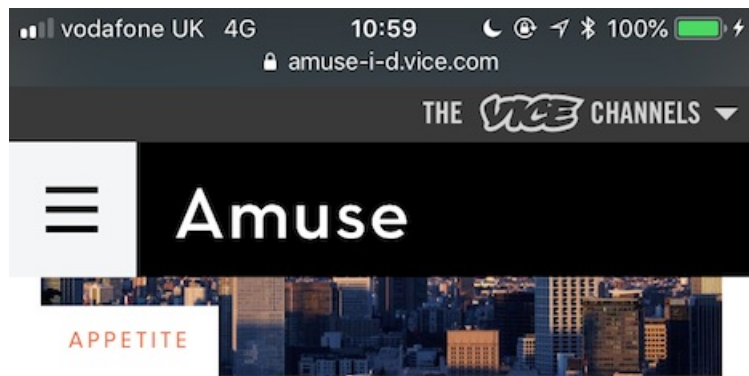 vodafone UK 4G 10:59 100%
amuse-i-d.vice.com
THE VICE CHANNELS
Amuse
APPETITE